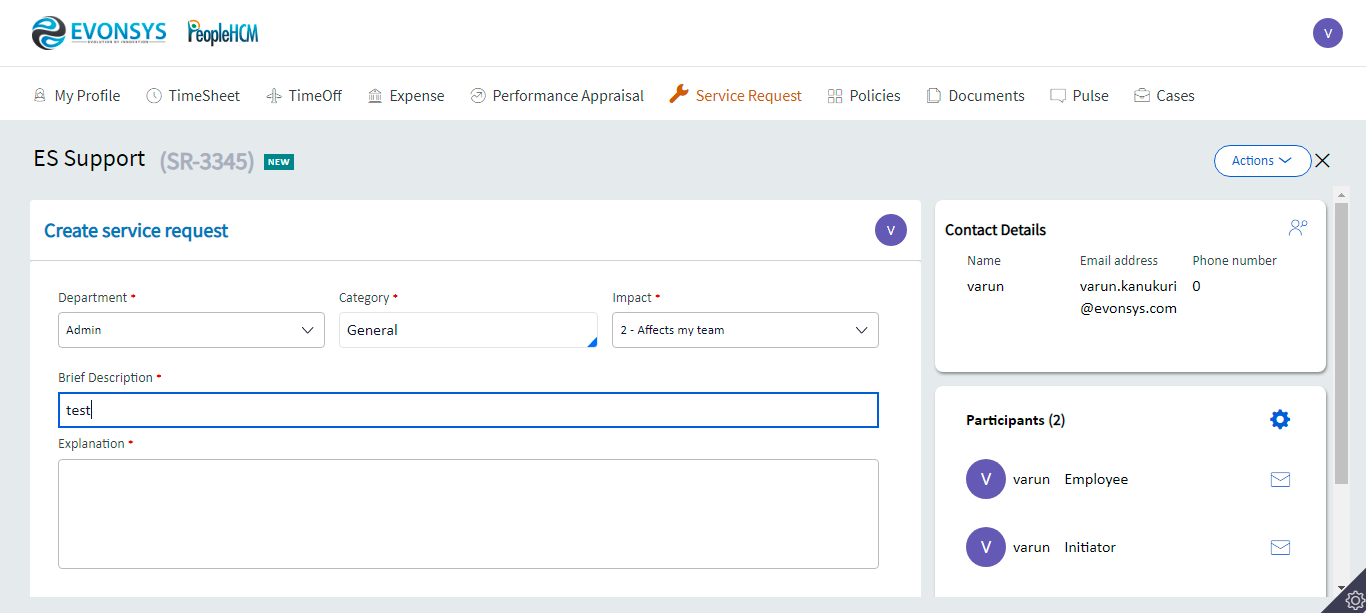 EVONSYS
EVOLUTION BY INNOVATION
PeopleHCM
V
My Profile TimeSheet TimeOff Expense Performance Appraisal Service Request Policies Documents Pulse Cases
ES Support (SR-3345) NEW
Actions
Create service request
V
Department *
Category *
Impact *
Admin
General
2 - Affects my team
Brief Description *
test
Explanation *
Contact Details
Name Email address Phone number
varun varun.kanukuri 0
@evonsys.com
Participants (2)
V varun Employee
V varun Initiator